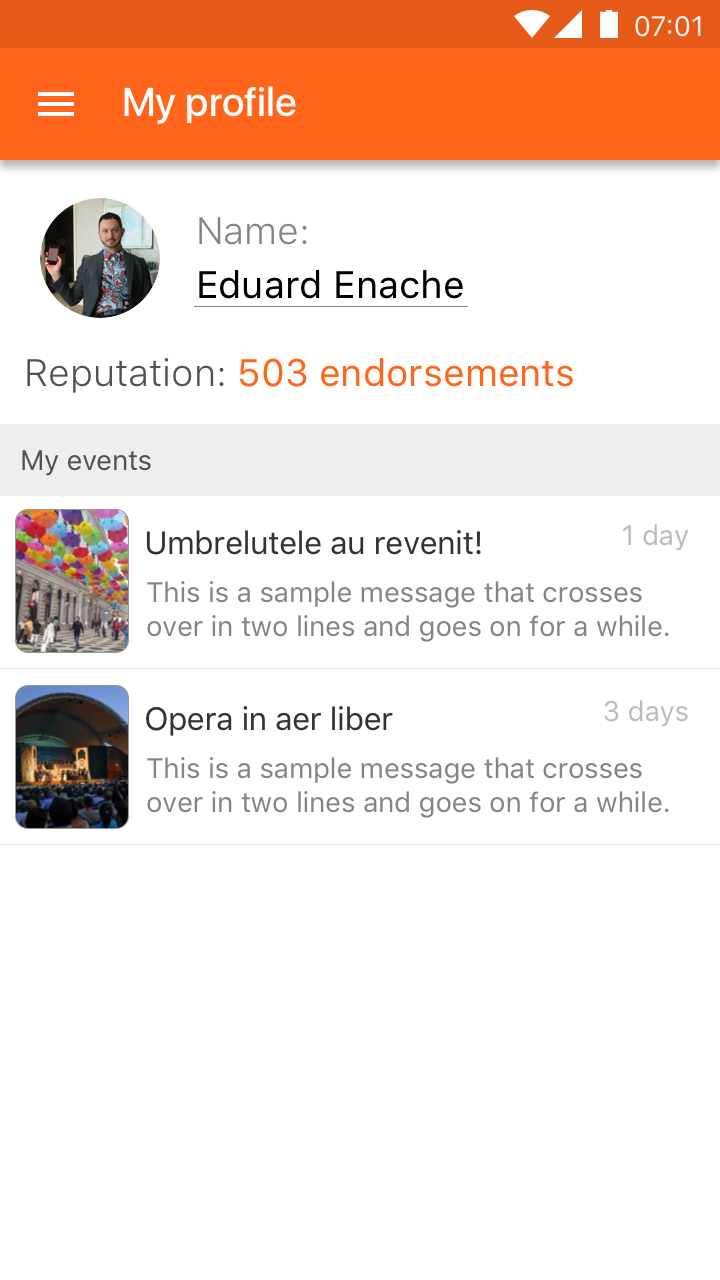 07:01
My profile
Name:
Eduard Enache
Reputation: 503 endorsements
My events
Umbrelutele au revenit!
1 day
This is a sample message that crosses
over in two lines and goes on for a while.
Opera in aer liber
3 days
This is a sample message that crosses
over in two lines and goes on for a while.